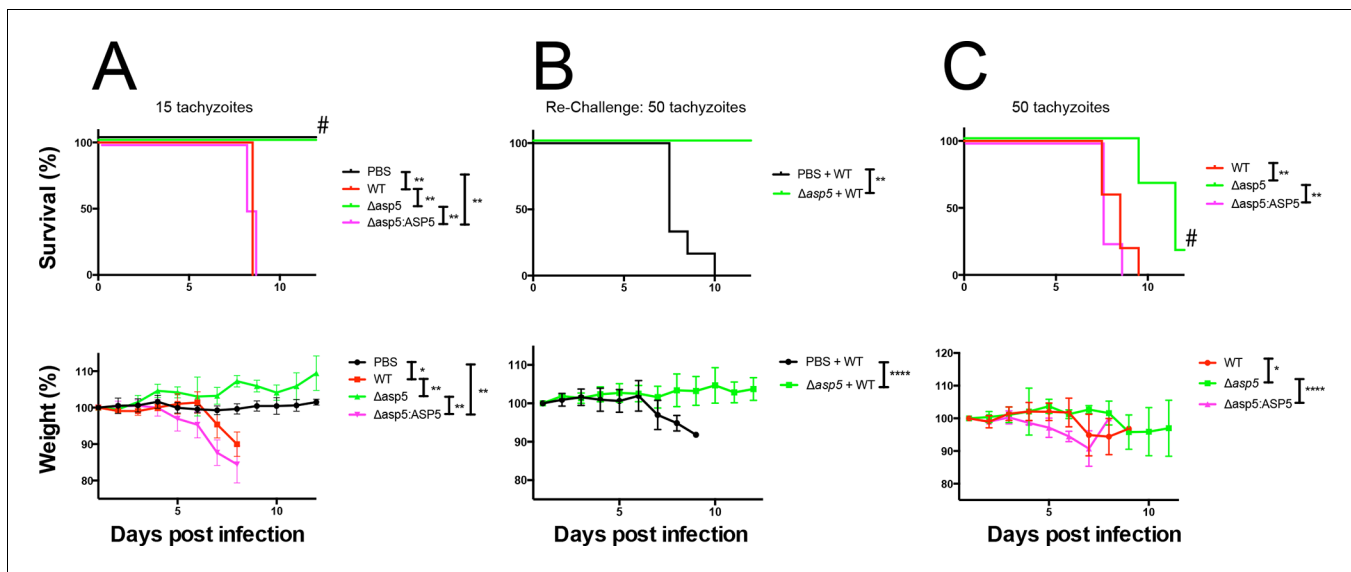 A
B
C
15 tachyzoites
Re-Challenge: 50 tachyzoites
50 tachyzoites
Survival (%)
100
50
0
0
5
10
#
PBS
WT
Δasp5
Δasp5:ASP5
**
**
**
**
100
50
0
0
5
10
PBS + WT
Δasp5 + WT
**
100
50
0
0
5
10
#
WT
Δasp5
Δasp5:ASP5
**
**
Weight (%)
110
100
90
80
5
10
PBS
WT
Δasp5
Δasp5:ASP5
*
**
**
**
110
100
90
80
5
10
PBS + WT
Δasp5 + WT
****
120
110
100
90
80
5
10
WT
Δasp5
Δasp5:ASP5
*
****
Days post infection
Days post infection
Days post infection